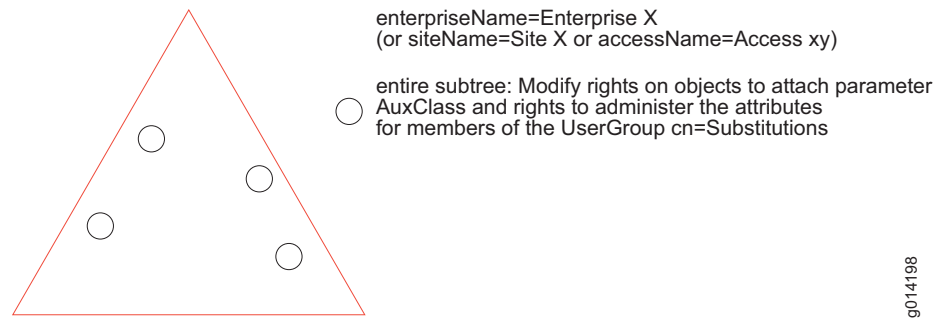 enterpriseName=Enterprise X
(or siteName=Site X or accessName=Access xy)
entire subtree: Modify rights on objects to attach parameter
AuxClass and rights to administer the attributes
for members of the UserGroup cn=Substitutions
g014198